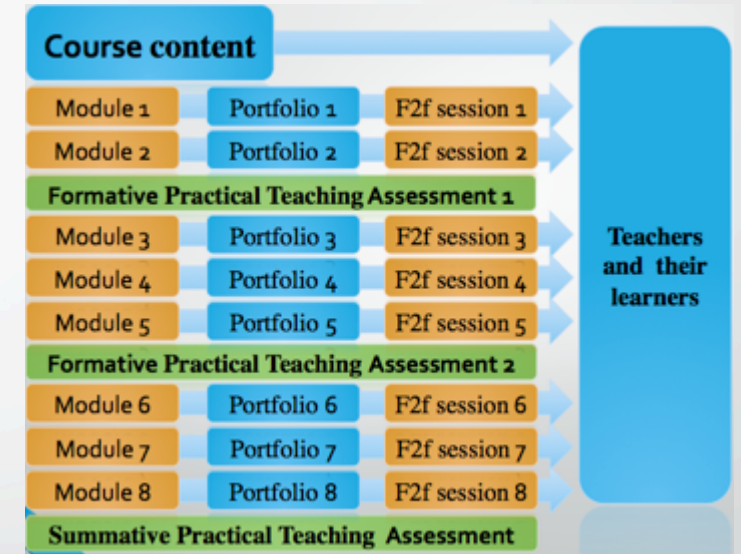 Course content
Module 1 Portfolio 1 F2f session 1
Module 2 Portfolio 2 F2f session 2
Formative Practical Teaching Assessment 1
Module 3 Portfolio 3 F2f session 3
Module 4 Portfolio 4 F2f session 4
Module 5 Portfolio 5 F2f session 5
Formative Practical Teaching Assessment 2
Module 6 Portfolio 6 F2f session 6
Module 7 Portfolio 7 F2f session 7
Module 8 Portfolio 8 F2f session 8
Summative Practical Teaching Assessment
Teachers
and their
learners